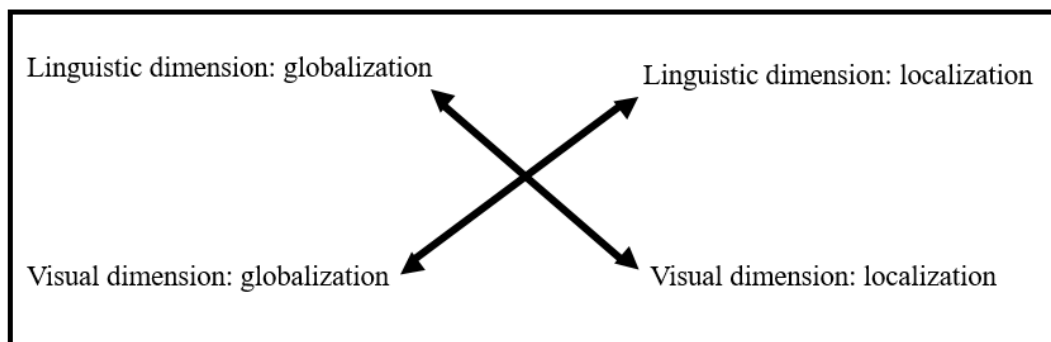 Linguistic dimension: globalization
Linguistic dimension: localization
Visual dimension: globalization
Visual dimension: localization